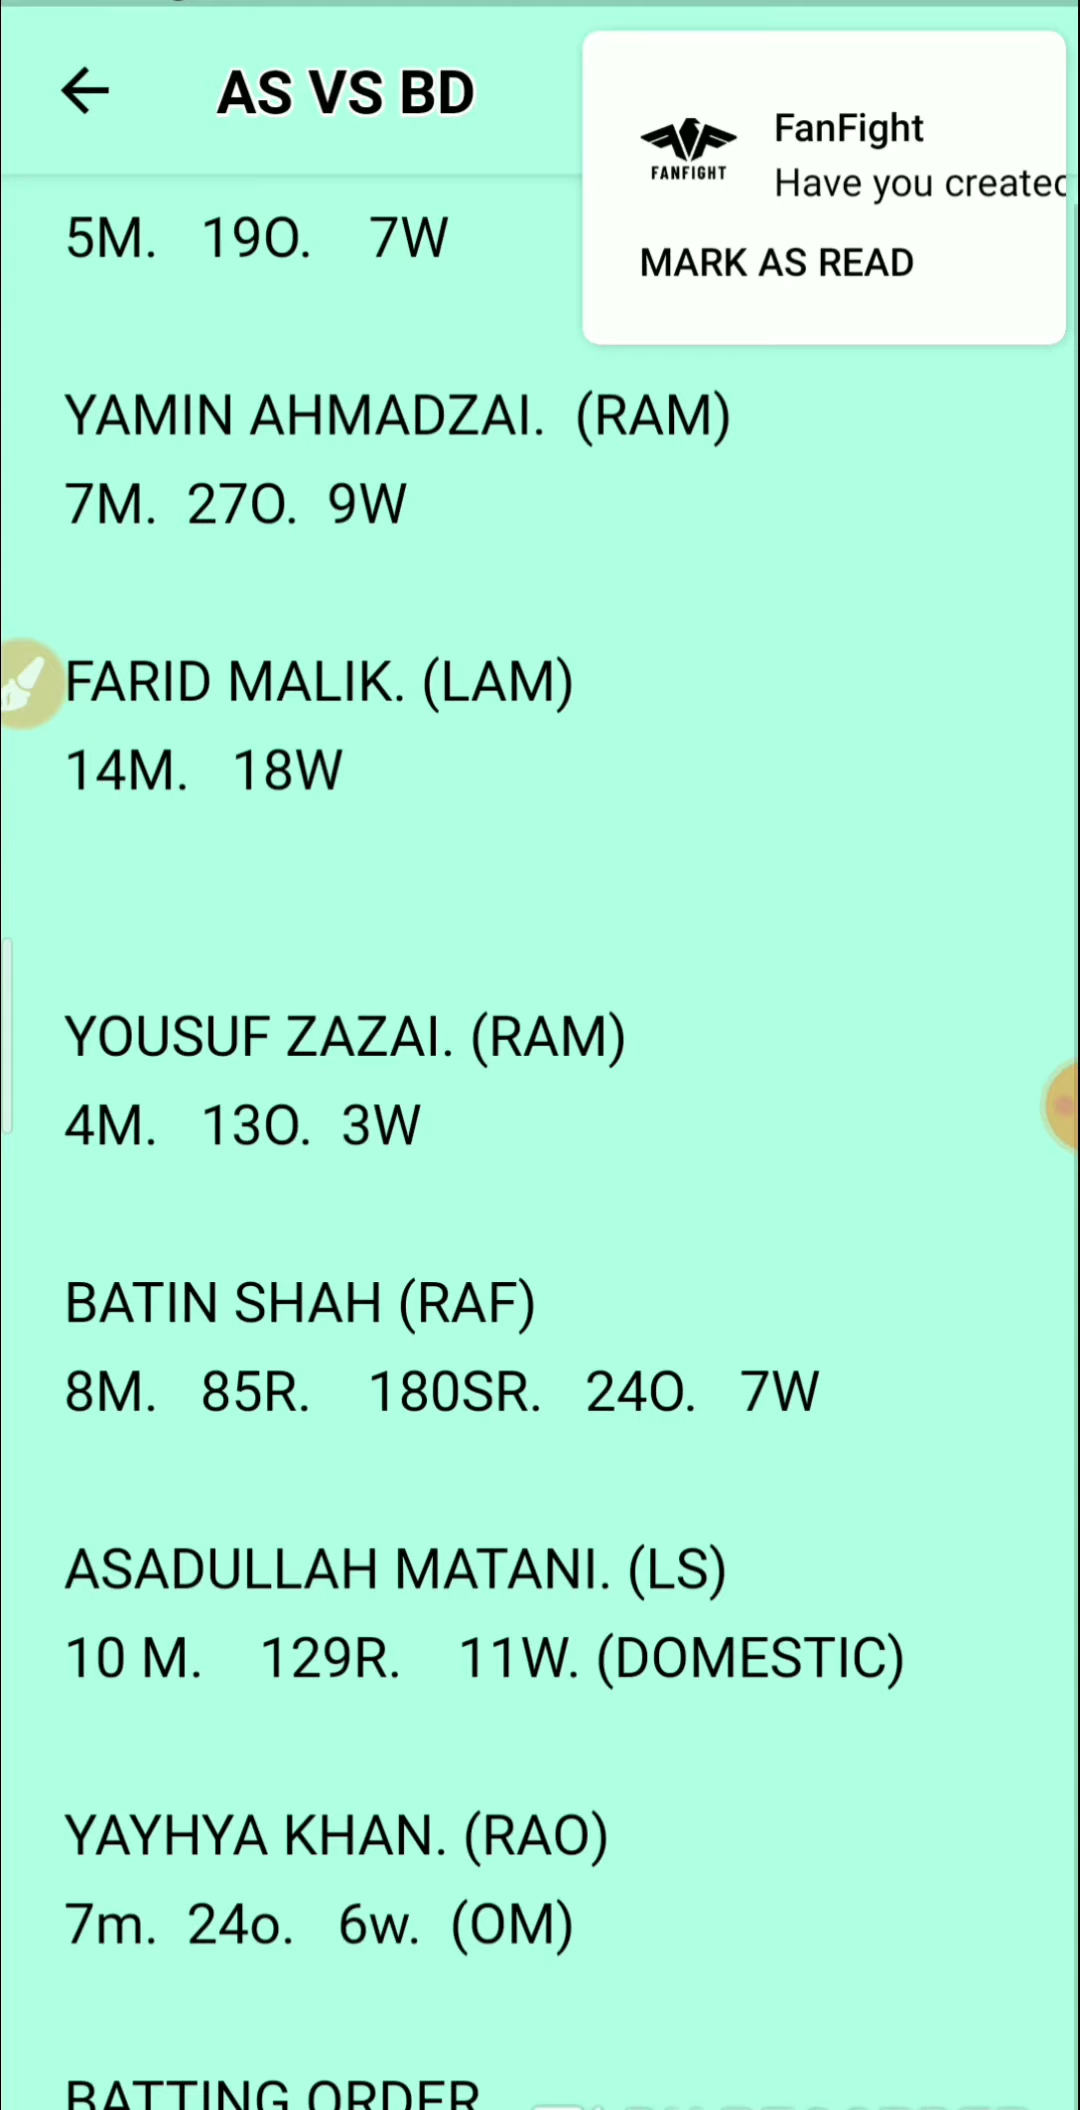 AS VS BD
FANFIGHT
FanFight
Have you created
MARK AS READ
5M. 19O. 7W
YAMIN AHMADZAI. (RAM)
7M. 27O. 9W
FARID MALIK. (LAM)
14M. 18W
YOUSUF ZAZAI. (RAM)
4M. 13O. 3W
BATIN SHAH (RAF)
8M. 85R. 180SR. 24O. 7W
ASADULLAH MATANI. (LS)
10 M. 129R. 11W. (DOMESTIC)
YAYHYA KHAN. (RAO)
7m. 24o. 6w. (OM)
BATTING ORDER